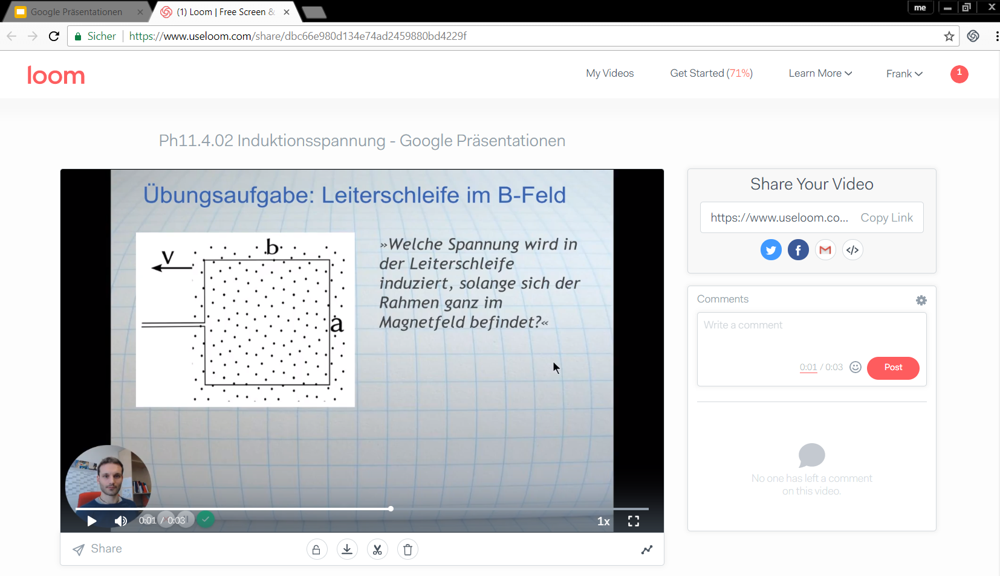 Google Präsentationen
(1) Loom | Free Screen &
me
Sicher
https://www.useloom.com/share/dbc66e980d134e74ad2459880bd4229f
loom
My Videos
Get Started (71%)
Learn More
Frank
1
Ph11.4.02 Induktionsspannung - Google Präsentationen
Übungsaufgabe: Leiterschleife im B-Feld
v
b
a
»Welche Spannung wird in
der Leiterschleife
induziert, solange sich der
Rahmen ganz im
Magnetfeld befindet?«
0:01 / 0:03
1x
Share
Share Your Video
https://www.useloom.co...
Copy Link
Comments
Write a comment
0:01 / 0:03
Post
No one has left a comment
on this video.